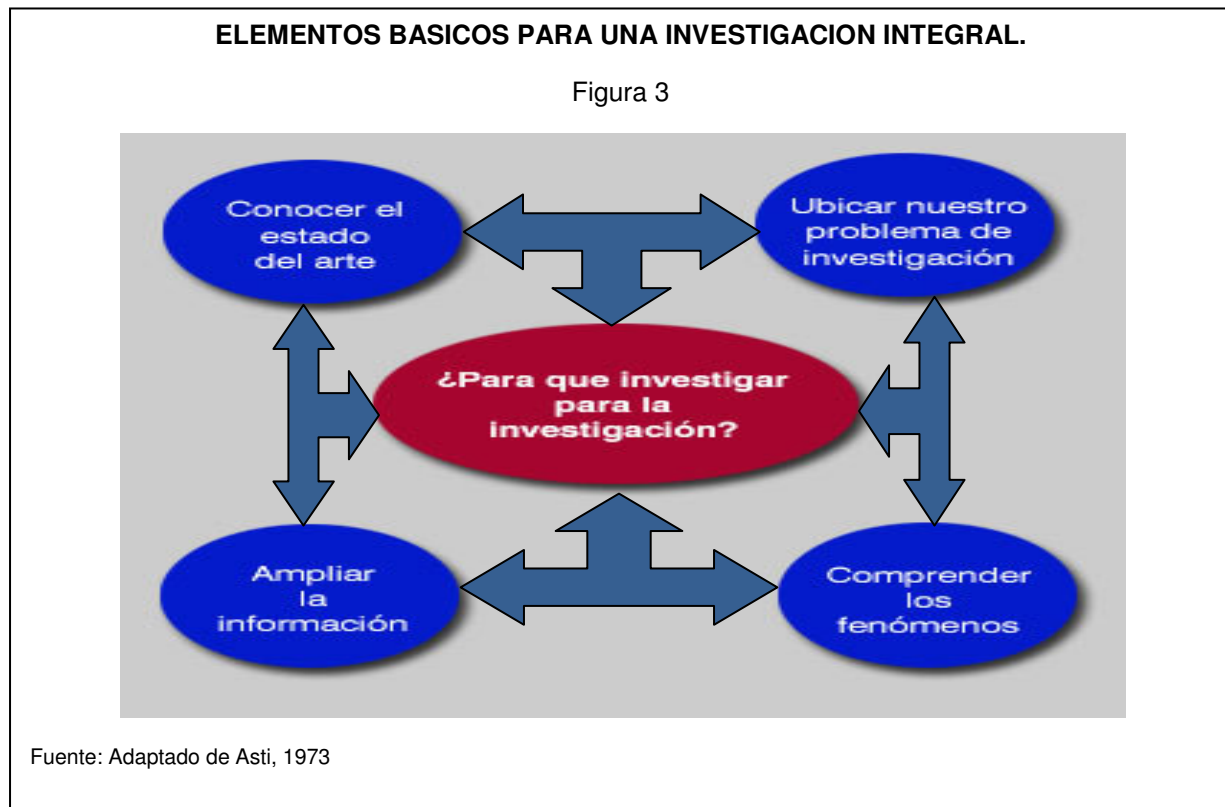 ELEMENTOS BASICOS PARA UNA INVESTIGACION INTEGRAL.
Figura 3
Conocer el
estado
del arte
Ubicar nuestro
problema de
investigación
¿Para que investigar
para la
investigación?
Ampliar
la
información
Comprender
los
fenómenos
Fuente: Adaptado de Asti, 1973